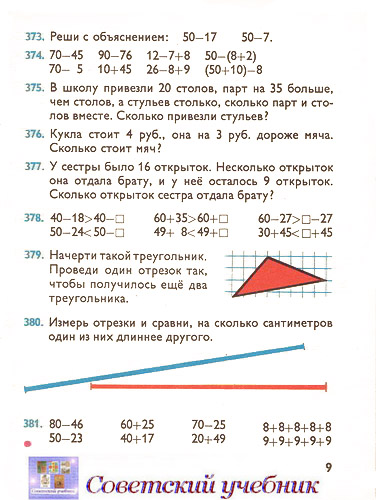 373. Реши с объяснением: 50−17 50−7.
374. 70−45 90−76 12−7+8 50−(8+2)
70− 5 10+45 26−8+9 (50+10)−8
375. В школу привезли 20 столов, парт на 35 больше,
чем столов, а стульев столько, сколько парт и сто-
лов вместе. Сколько привезли стульев?
376. Кукла стоит 4 руб., она на 3 руб. дороже мяча.
Сколько стоит мяч?
377. У сестры было 16 открыток. Несколько открыток
она отдала брату, и у неё осталось 9 открыток.
Сколько открыток сестра отдала брату?
378. 40−18>40−□ 60+35>60+□ 60−27>□−27
50−24<50−□ 49+ 8<49+□ 30+45<□+45
379. Начерти такой треугольник.
Проведи один отрезок так,
чтобы получилось ещё два
треугольника.
380. Измерь отрезки и сравни, на сколько сантиметров
один из них длиннее другого.
381. 80−46 60+25 70−25 8+8+8+8+8
50−23 40+17 20+49 9+9+9+9+9
9
Советский учебник